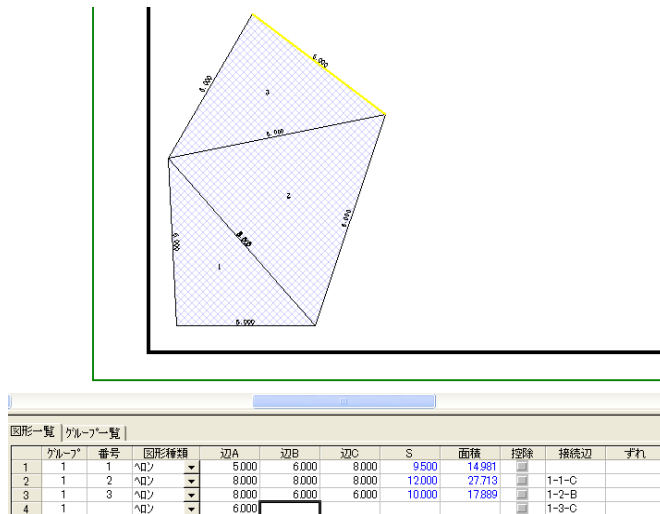 6.000
6.000
3
8.000
2
8.000
6.000
8.000
1
5.000
図形一覧 グループ一覧
グループ 番号 図形種類 辺A 辺B 辺C S 面積 控除 接続辺 ずれ
1 1 1 ヘロン 5.000 6.000 8.000 9.500 14.981
2 1 2 ヘロン 8.000 8.000 8.000 12.000 27.713 1-1-C
3 1 3 ヘロン 8.000 6.000 6.000 10.000 17.889 1-2-B
4 1 ヘロン 6.000 1-3-C